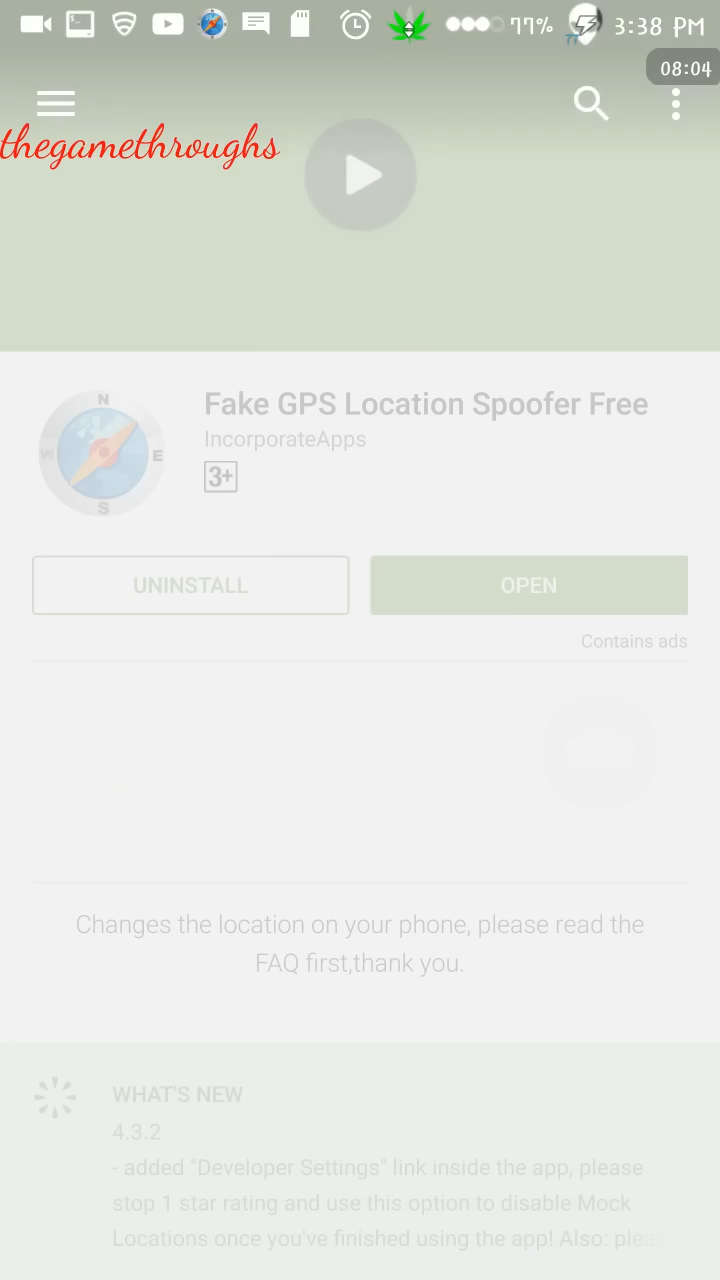 77% 3:38 PM
08:04
thegamethroughs
Fake GPS Location Spoofer Free
IncorporateApps
3+
UNINSTALL OPEN
Contains ads
Changes the location on your phone, please read the
FAQ first,thank you.
WHAT'S NEW
4.3.2
- added "Developer Settings" link inside the app, please
stop 1 star rating and use this option to disable Mock
Locations once you've finished using the app! Also: plea